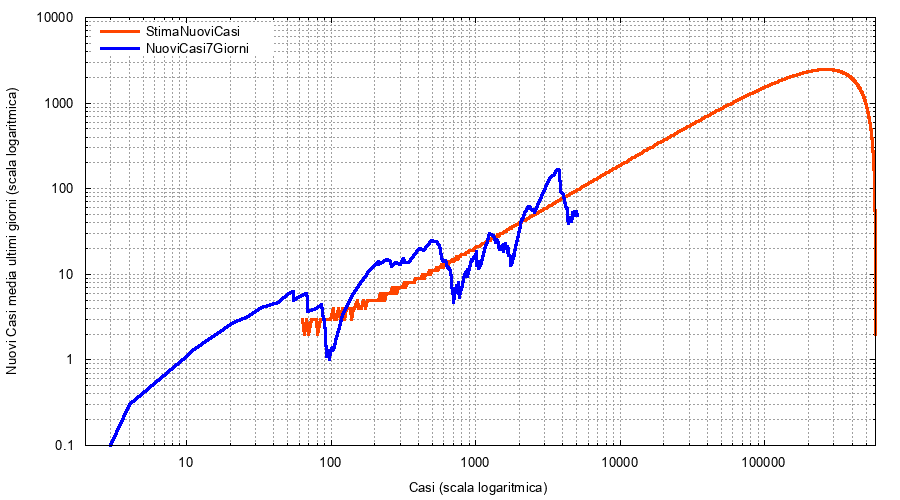 10000
1000
100
10
1
0.1
StimaNuoviCasi
NuoviCasi7Giorni
Nuovi Casi media ultimi giorni (scala logaritmica)
10 100 1000 10000 100000
Casi (scala logaritmica)